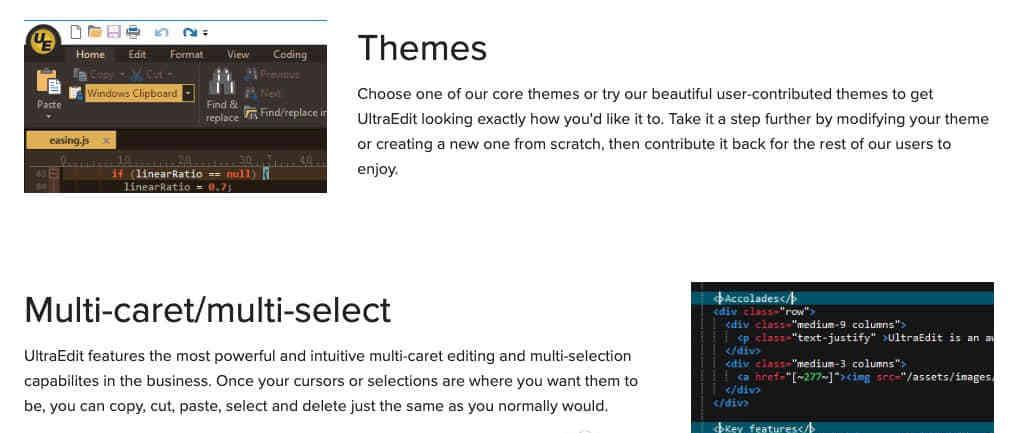 UE
Home Edit Format View Coding
Copy Cut
Previous
Paste
Windows Clipboard
Next
Find &
replace
Find/replace in
easing.js x
0 10 20 30 40
if (linearRatio == null) {
linearRatio = 0.7;
Themes
Choose one of our core themes or try our beautiful user-contributed themes to get
UltraEdit looking exactly how you'd like it to. Take it a step further by modifying your theme
or creating a new one from scratch, then contribute it back for the rest of our users to
enjoy.
Multi-caret/multi-select
UltraEdit features the most powerful and intuitive multi-caret editing and multi-selection
capabilites in the business. Once your cursors or selections are where you want them to
be, you can copy, cut, paste, select and delete just the same as you normally would.
<>Accolades</>
<div class="row">
<div class="medium-9 columns">
<p class="text-justify" >UltraEdit is an
</div>
<div class="medium-3 columns">
<a href="[~277~]"><img src="/assets/images,
</div>
</div>
<>Key features</>